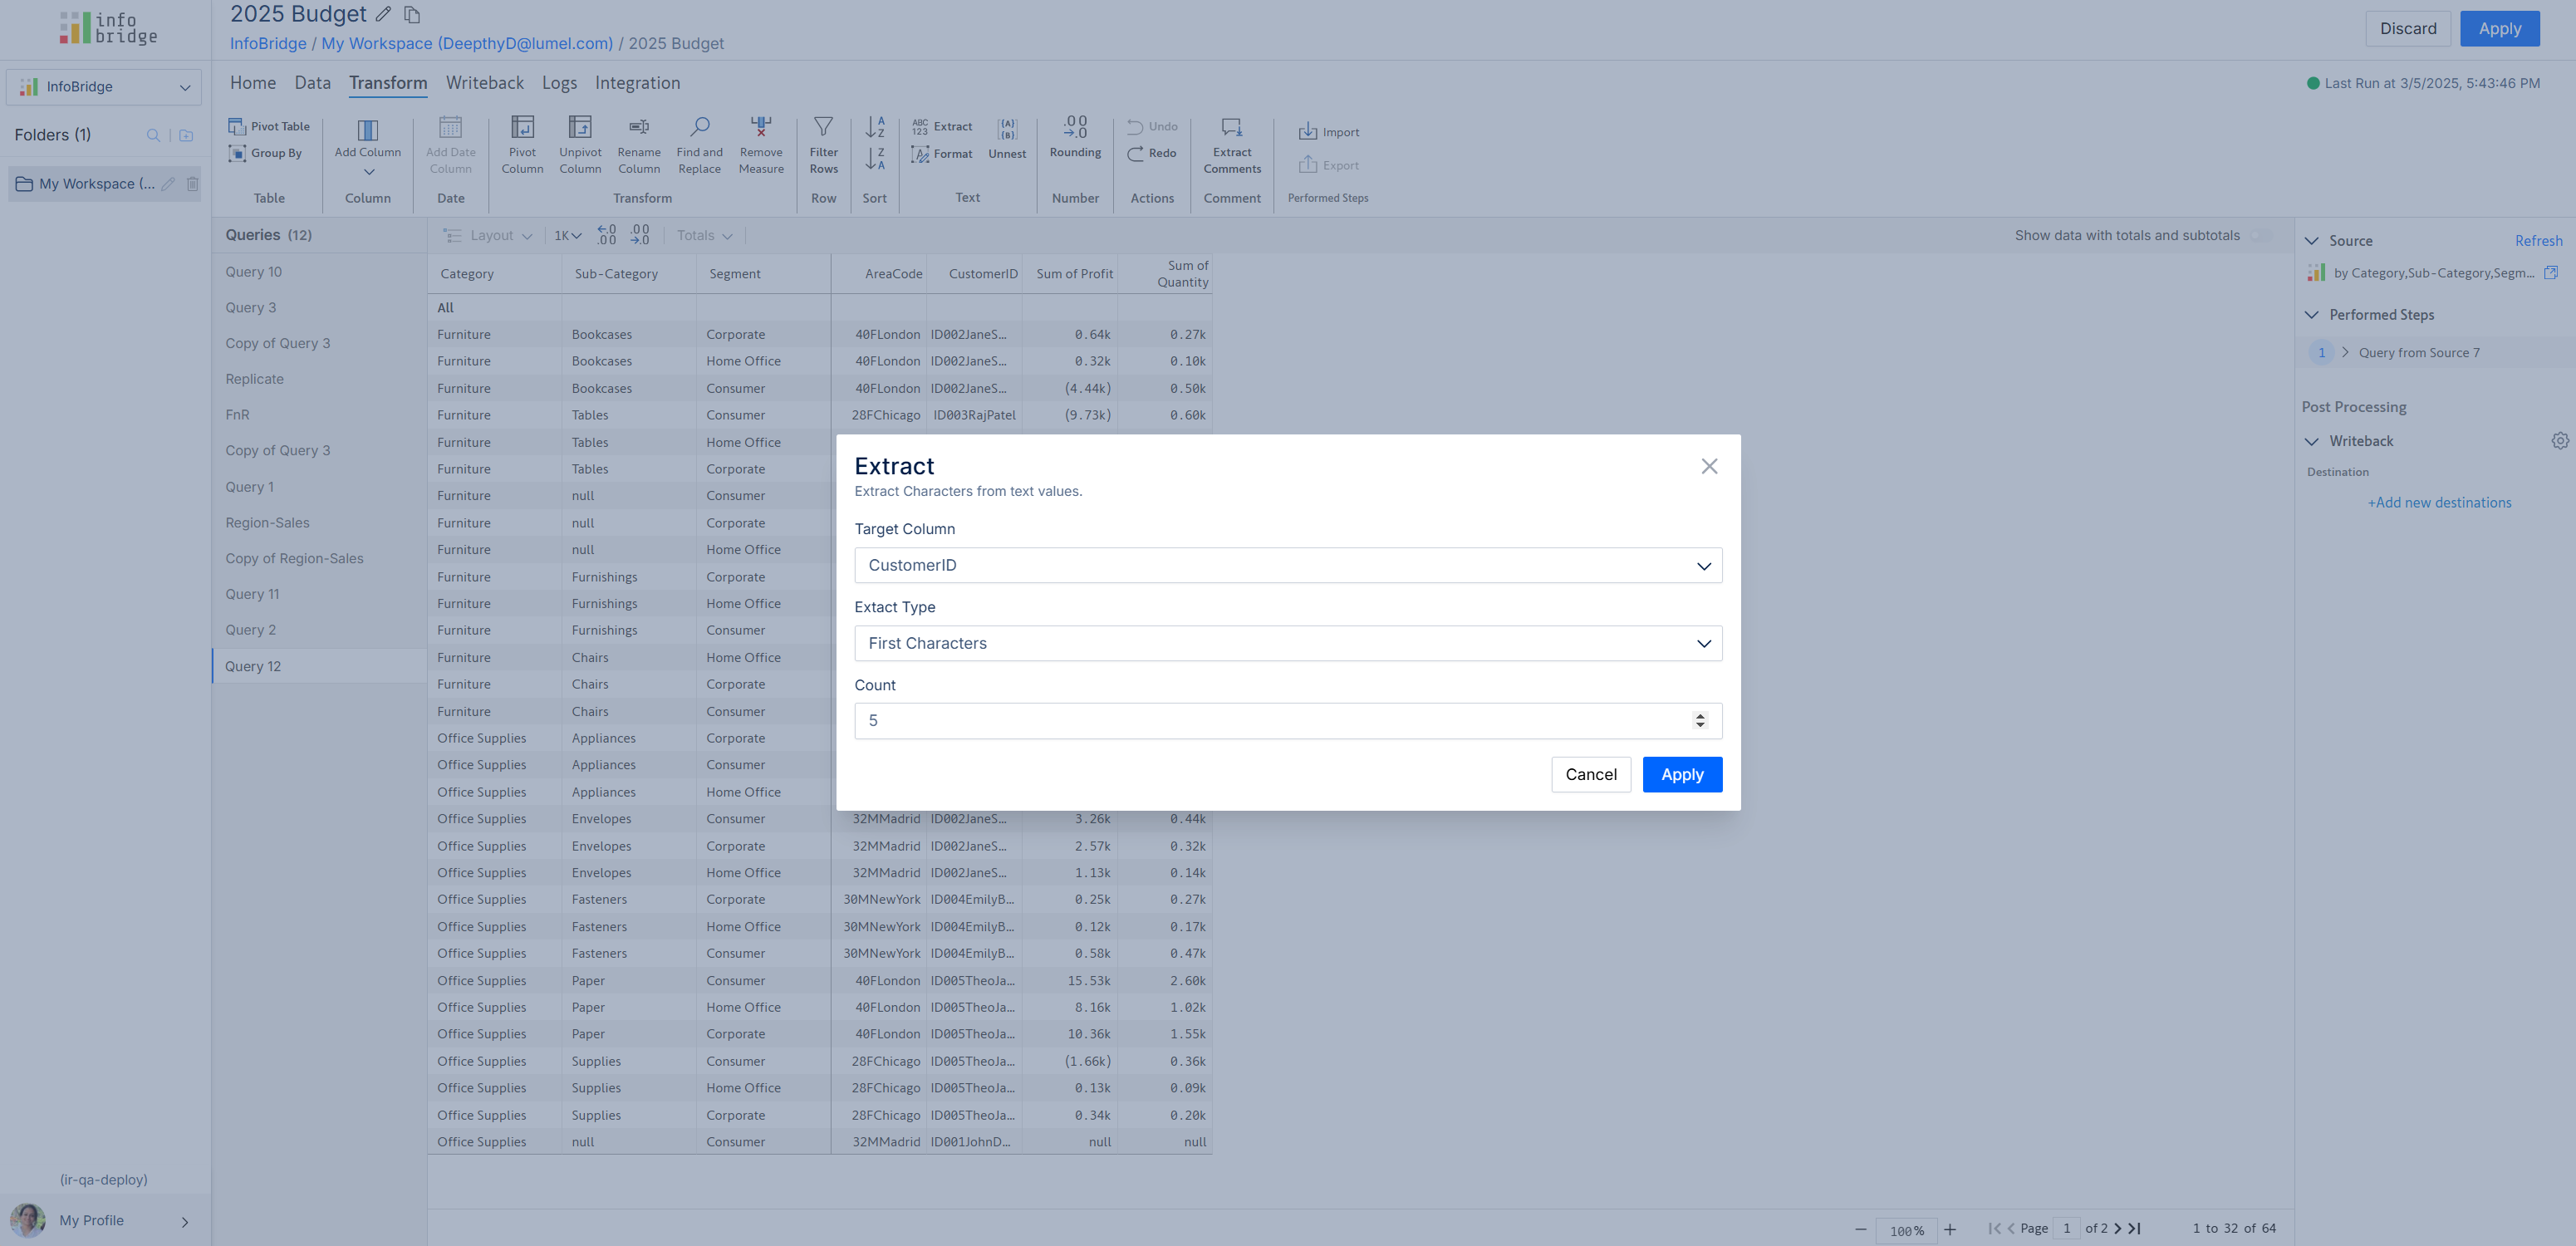 info
bridge
2025 Budget
InfoBridge / My Workspace (DeepthyD@lumel.com) / 2025 Budget
Discard
Apply
InfoBridge
Folders (1)
My Workspace (...
Home Data Transform Writeback Logs Integration
Last Run at 3/5/2025, 5:43:46 PM
Pivot Table
Group By
Table
Add Column
Column
Add Date Column
Date
Pivot Column
Unpivot Column
Rename Column
Find and Replace
Remove Measure
Transform
Filter Rows
Row
A Z
Z A
Sort
ABC 123 Extract
Format
{A} {B} Unnest
Text
.00 .0 Rounding
Number
Undo
Redo
Actions
Extract Comments
Comment
Import
Export
Performed Steps
Queries (12)
Query 10
Query 3
Copy of Query 3
Replicate
FnR
Copy of Query 3
Query 1
Region-Sales
Copy of Region-Sales
Query 11
Query 2
Query 12
Layout 1K .0 .00 .00 .0 Totals
Show data with totals and subtotals
Category Sub-Category Segment AreaCode CustomerID Sum of Profit Sum of Quantity
All
Furniture Bookcases Corporate 40FLondon ID002JaneS... 0.64k 0.27k
Furniture Bookcases Home Office 40FLondon ID002JaneS... 0.32k 0.10k
Furniture Bookcases Consumer 40FLondon ID002JaneS... (4.44k) 0.50k
Furniture Tables Consumer 28FChicago ID003RajPatel (9.73k) 0.60k
Furniture Tables Home Office
Furniture Tables Corporate
Furniture null Consumer
Furniture null Corporate
Furniture null Home Office
Furniture Furnishings Corporate
Furniture Furnishings Home Office
Furniture Furnishings Consumer
Furniture Chairs Home Office
Furniture Chairs Corporate
Furniture Chairs Consumer
Office Supplies Appliances Corporate
Office Supplies Appliances Consumer
Office Supplies Appliances Home Office
Office Supplies Envelopes Consumer 32MMadrid ID002JaneS... 3.26k 0.44k
Office Supplies Envelopes Corporate 32MMadrid ID002JaneS... 2.57k 0.32k
Office Supplies Envelopes Home Office 32MMadrid ID002JaneS... 1.13k 0.14k
Office Supplies Fasteners Corporate 30MNewYork ID004EmilyB... 0.25k 0.27k
Office Supplies Fasteners Home Office 30MNewYork ID004EmilyB... 0.12k 0.17k
Office Supplies Fasteners Consumer 30MNewYork ID004EmilyB... 0.58k 0.47k
Office Supplies Paper Consumer 40FLondon ID005TheoJa... 15.53k 2.60k
Office Supplies Paper Home Office 40FLondon ID005TheoJa... 8.16k 1.02k
Office Supplies Paper Corporate 40FLondon ID005TheoJa... 10.36k 1.55k
Office Supplies Supplies Consumer 28FChicago ID005TheoJa... (1.66k) 0.36k
Office Supplies Supplies Home Office 28FChicago ID005TheoJa... 0.13k 0.09k
Office Supplies Supplies Corporate 28FChicago ID005TheoJa... 0.34k 0.20k
Office Supplies null Consumer 32MMadrid ID001JohnD... null null
Extract
Extract Characters from text values.
Target Column
CustomerID
Extact Type
First Characters
Count
5
Cancel
Apply
Source
Refresh
by Category,Sub-Category,Segm...
Performed Steps
1 Query from Source 7
Post Processing
Writeback
Destination
+Add new destinations
(ir-qa-deploy)
My Profile
100%
Page 1 of 2
1 to 32 of 64